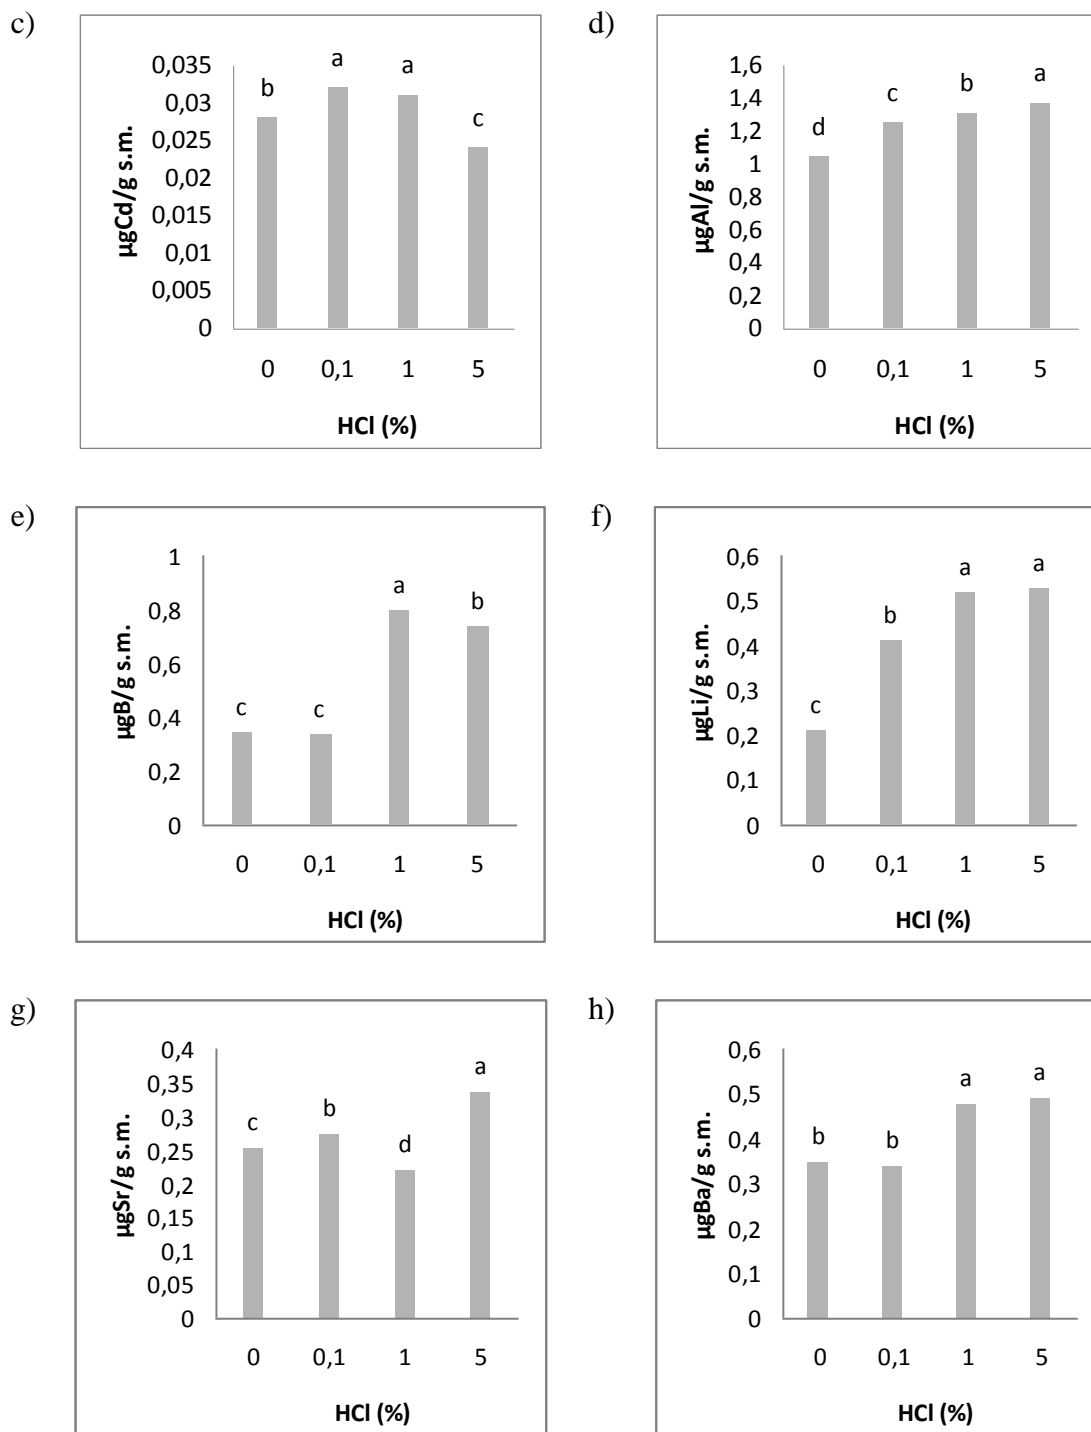 c)
µgCd/g s.m.
0,035
0,03
0,025
0,02
0,015
0,01
0,005
0
b
a
a
c
0
0,1
1
5
HCl (%)
d)
µgAl/g s.m.
1,6
1,4
1,2
1
0,8
0,6
0,4
0,2
0
d
c
b
a
0
0,1
1
5
HCl (%)
e)
µgB/g s.m.
1
0,8
0,6
0,4
0,2
0
c
c
a
b
0
0,1
1
5
HCl (%)
f)
µgLi/g s.m.
0,6
0,5
0,4
0,3
0,2
0,1
0
c
b
a
a
0
0,1
1
5
HCl (%)
g)
µgSr/g s.m.
0,4
0,35
0,3
0,25
0,2
0,15
0,1
0,05
0
c
b
d
a
0
0,1
1
5
HCl (%)
h)
µgBa/g s.m.
0,6
0,5
0,4
0,3
0,2
0,1
0
b
b
a
a
0
0,1
1
5
HCl (%)